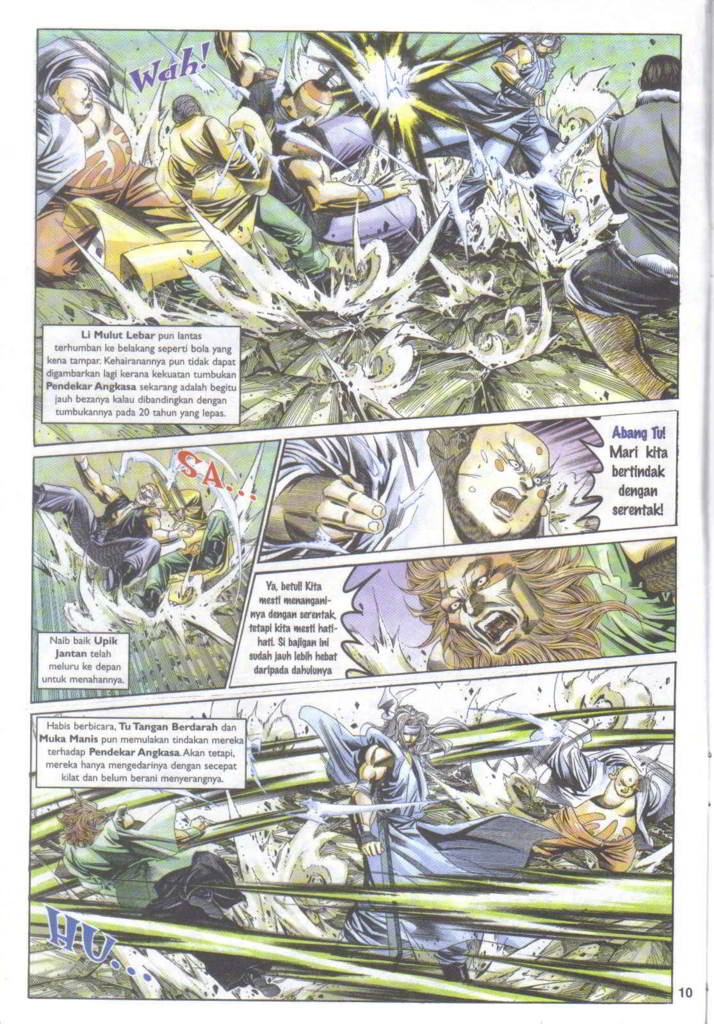 Wah!
Li Mulut Lebar pun lantas
terhumban ke belakang seperti bola yang
kena tampar. Kehairanannya pun tidak dapat
digambarkan lagi kerana kekuatan tumbukan
Pendekar Angkasa sekarang adalah begitu
jauh bezanya kalau dibandingkan dengan
tumbukannya pada 20 tahun yang lepas.
SA...
Naib baik Upik
Jantan telah
meluru ke depan
untuk menahannya.
Abang Tu!
Mari kita
bertindak
dengan
serentak!
Ya, betul! Kita
mesti menangani-
nya dengan serentak,
tetapi kita mesti hati-
hati. Si bajigan ini
sudah jauh lebih hebat
daripada dahulunya
Habis berbicara, Tu Tangan Berdarah dan
Muka Manis pun memulakan tindakan mereka
terhadap Pendekar Angkasa. Akan tetapi,
mereka hanya mengedarinya dengan secepat
kilat dan belum berani menyerangnya.
HU...
10